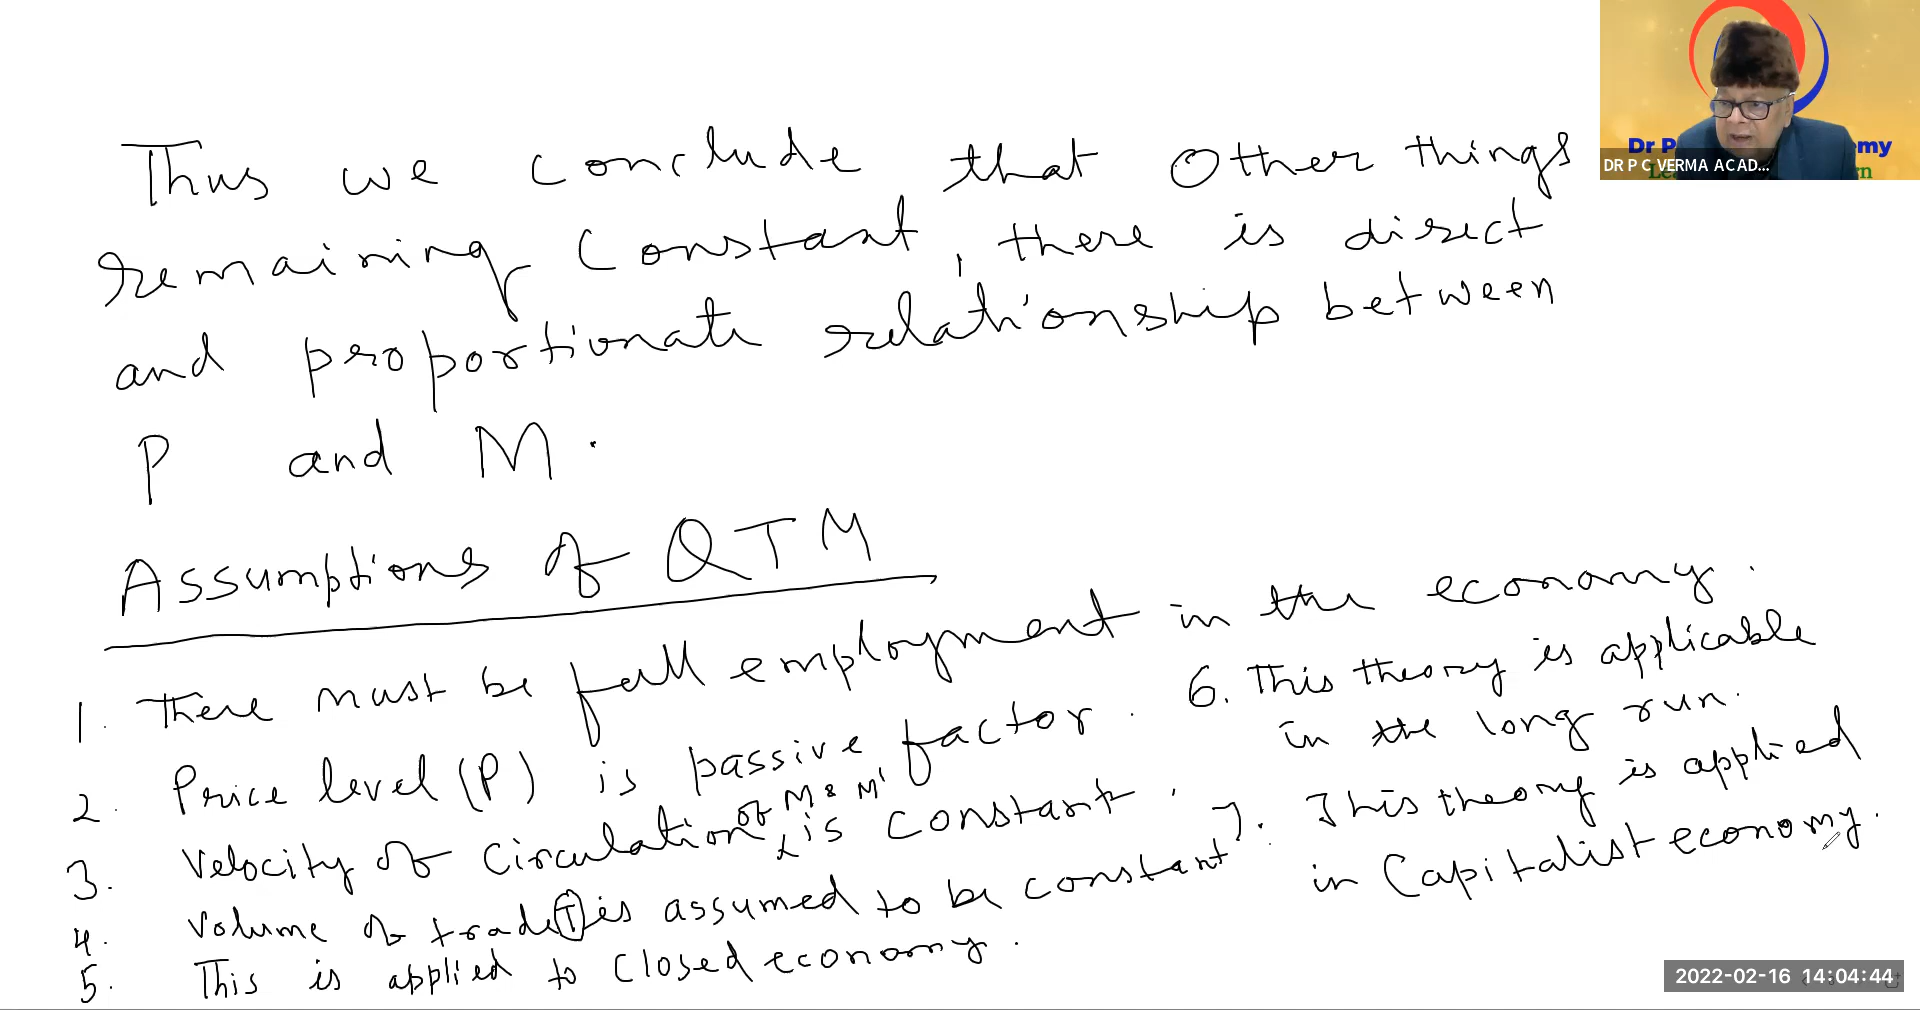 Thus we conclude that Other things
remaining Constant, there is direct
and proportionate relationship between
P and M.
Assumptions of QTM
1. There must be full employment in the economy.
2. Price level (P) is passive factor.
3. Velocity of Circulation of M & M' is constant.
4. Volume of trade (T) is assumed to be constant
5. This is applied to Closed economy.
6. This theory is applicable
in the long run.
7. This theory is applied
in Capitalist economy.
Dr P
my
DR P C VERMA ACAD...
2022-02-16 14:04:44